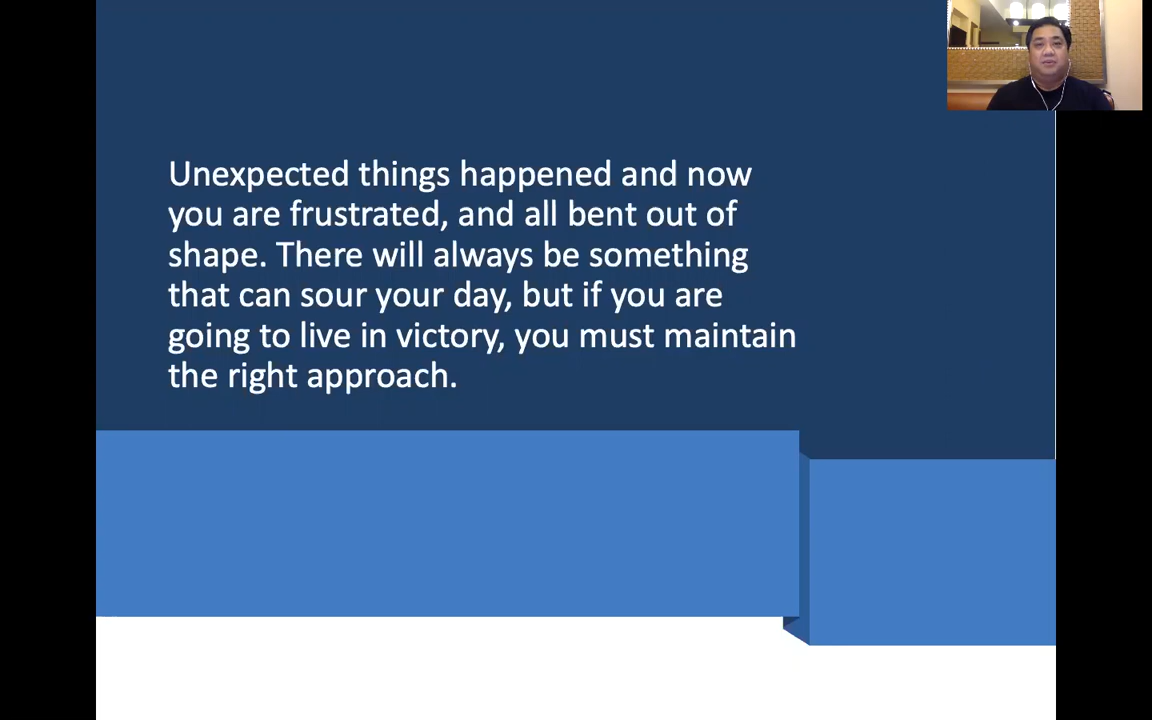 Unexpected things happened and now
you are frustrated, and all bent out of
shape. There will always be something
that can sour your day, but if you are
going to live in victory, you must maintain
the right approach.